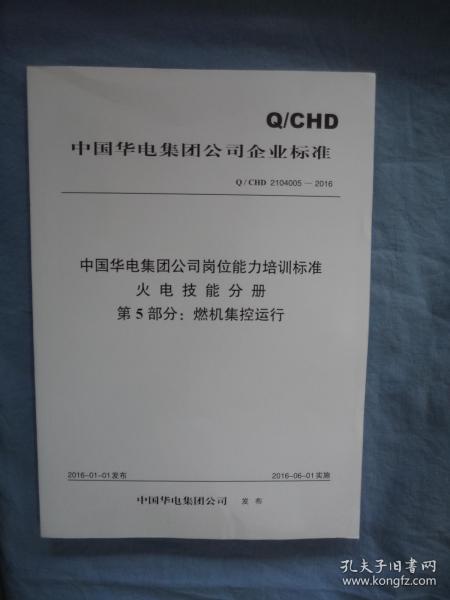 Q/CHD
中国华电集团公司企业标准
Q/CHD 2104005－2016
中国华电集团公司岗位能力培训标准
火电技能分册
第5部分：燃机集控运行
2016-01-01发布
2016-06-01实施
中国华电集团公司 发布
孔夫子旧书网
www.kongfz.com